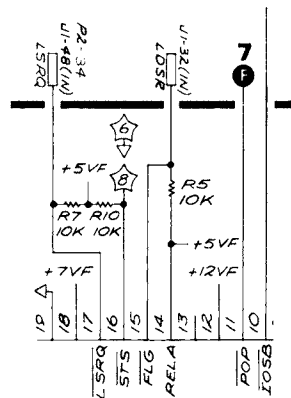 P2-34
J1-48(IN)
LSRQ
J1-32(IN)
LOSR
7
F
6
8
+5VF
R7
10K
R10
10K
R5
10K
+5VF
+7VF
+12VF
19
18
17
16
15
14
13
12
11
10
LSRQ
STS
FLG
RELA
POP
IOSB